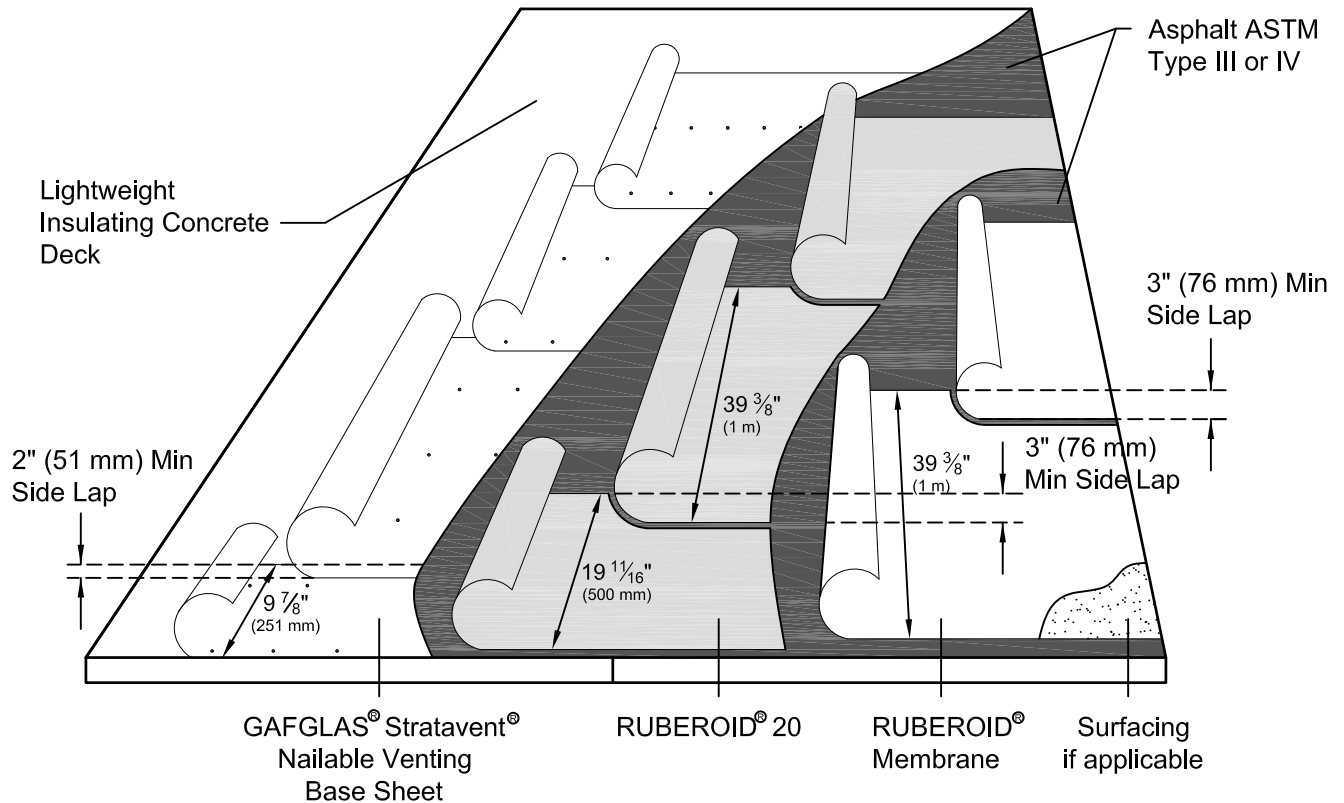 Asphalt ASTM
Type III or IV
Lightweight
Insulating Concrete
Deck
3" (76 mm) Min
Side Lap
39 3⁄8"
(1 m)
2" (51 mm) Min
Side Lap
39 3⁄8"
(1 m)
3" (76 mm)
Min Side Lap
19 11⁄16"
(500 mm)
9 7⁄8"
(251 mm)
GAFGLAS® Stratavent®
Nailable Venting
Base Sheet
RUBEROID® 20
RUBEROID®
Membrane
Surfacing
if applicable